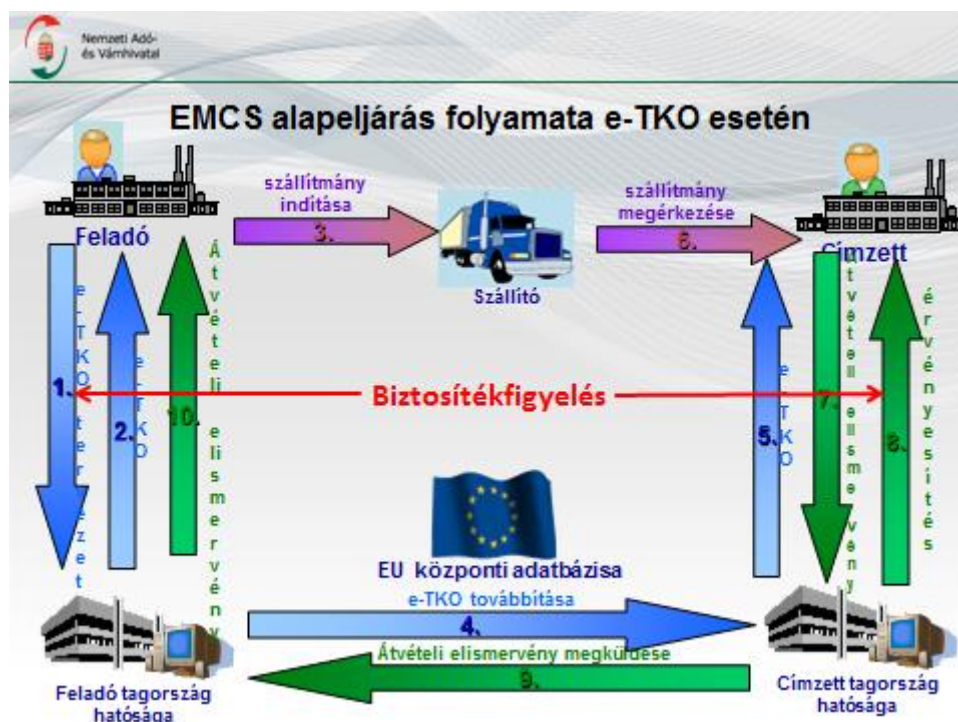 Nemzeti Adó-
és Vámhivatal
EMCS alapeljárás folyamata e-TKO esetén
szállítmány
indítása
3.
szállítmány
megérkezése
6.
Feladó
Szállító
Címzett
1.
e-TKO tervezet
2.
e-TKO
10.
Átvételi elismervény
Biztosítékfigyelés
5.
e-TKO
7.
átvételi elismervény
8.
érvényesítés
EU központi adatbázisa
e-TKO továbbítása
4.
Átvételi elismervény megküldése
9.
Feladó tagország
hatósága
Címzett tagország
hatósága